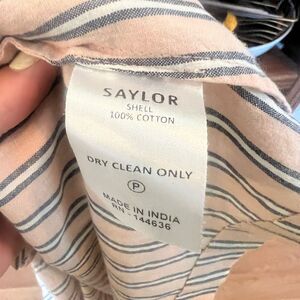 SAYLOR
SHELL
100% COTTON
DRY CLEAN ONLY
P
MADE IN INDIA
RN - 144636